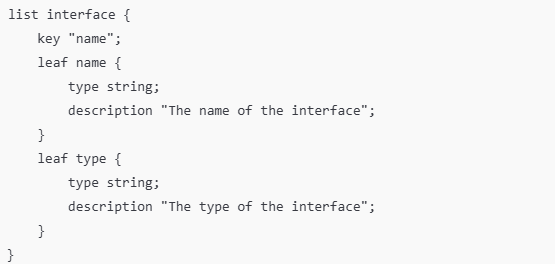 list interface {
    key "name";
    leaf name {
        type string;
        description "The name of the interface";
    }
    leaf type {
        type string;
        description "The type of the interface";
    }
}